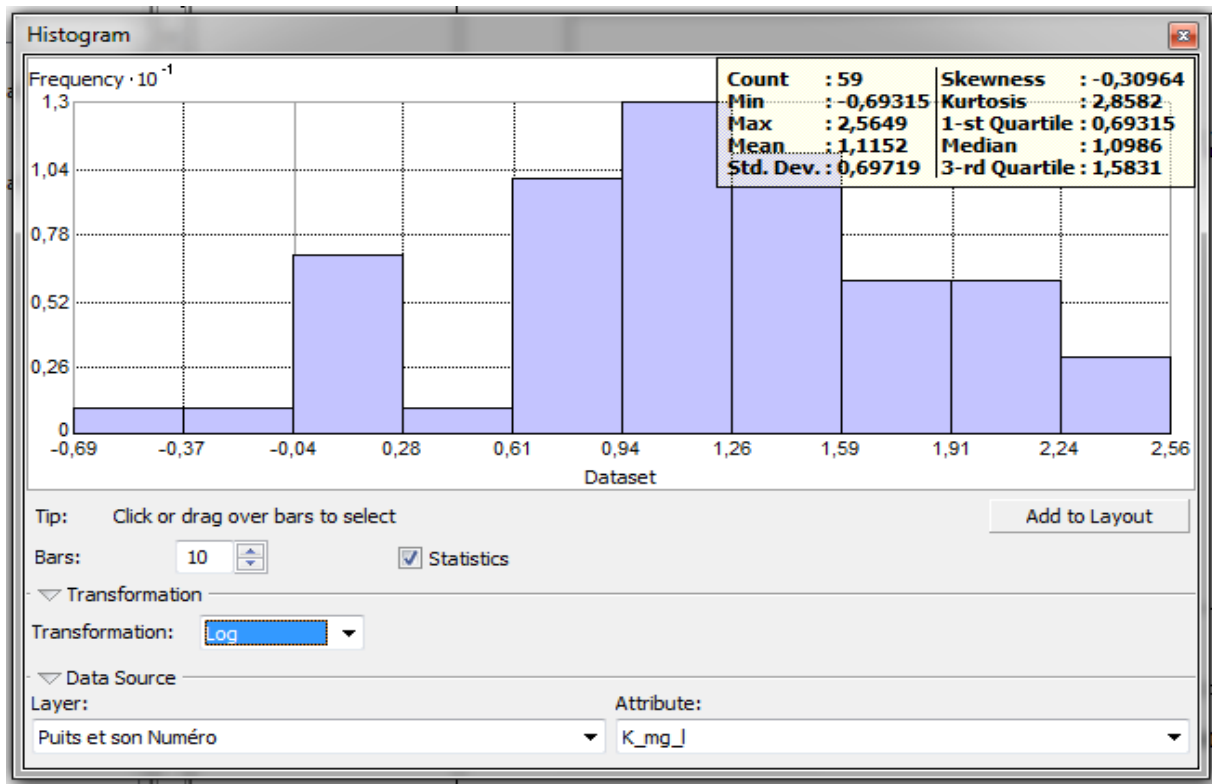 Histogram
Frequency · 10 -1
Count : 59 Skewness : -0,30964
Min : -0,69315 Kurtosis : 2,8582
Max : 2,5649 1-st Quartile : 0,69315
Mean : 1,1152 Median : 1,0986
Std. Dev. : 0,69719 3-rd Quartile : 1,5831
1,3
1,04
0,78
0,52
0,26
0
-0,69 -0,37 -0,04 0,28 0,61 0,94 1,26 1,59 1,91 2,24 2,56
Dataset
Tip: Click or drag over bars to select Add to Layout
Bars: 10 Statistics
Transformation
Transformation: Log
Data Source
Layer: Attribute:
Puits et son Numéro K_mg_l